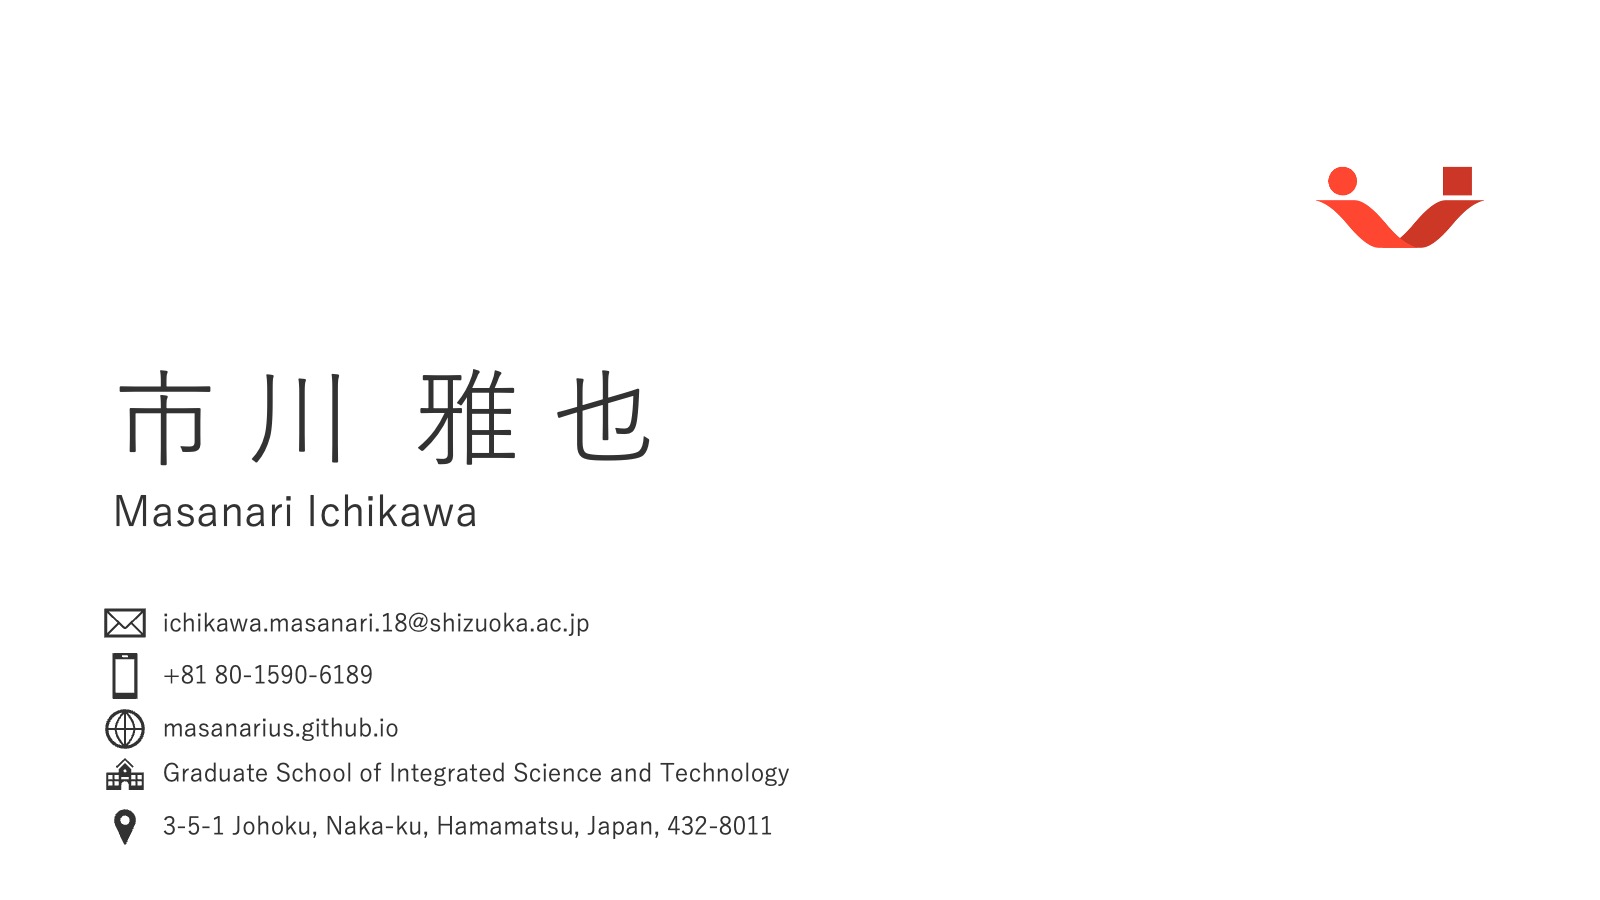 市川 雅也
Masanari Ichikawa
ichikawa.masanari.18@shizuoka.ac.jp
+81 80-1590-6189
masanarius.github.io
Graduate School of Integrated Science and Technology
3-5-1 Johoku, Naka-ku, Hamamatsu, Japan, 432-8011